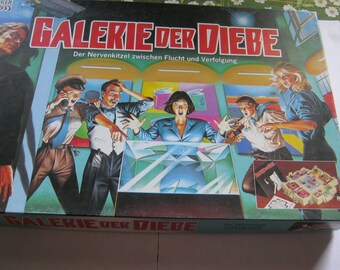 GALERIE DER DIEBE
Der Nervenkitzel zwischen Flucht und Verfolgung
GALERIE DER DIEBE